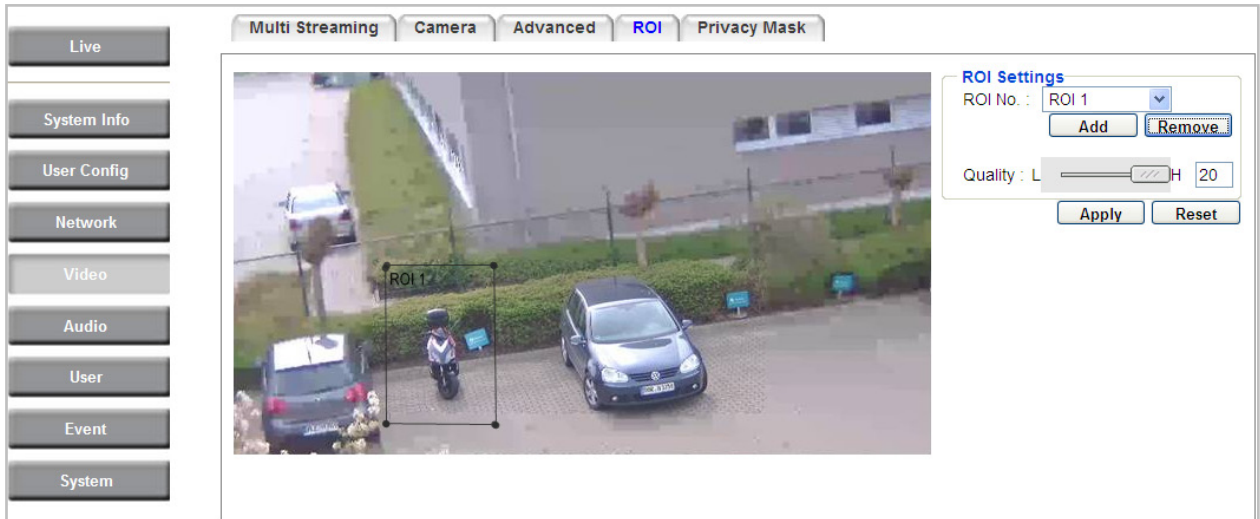 Multi Streaming
Camera
Advanced
ROI
Privacy Mask
Live
System Info
User Config
Network
Video
Audio
User
Event
System
ROI 1
ROI Settings
ROI No. : ROI 1
Add Remove
Quality : L H 20
Apply Reset